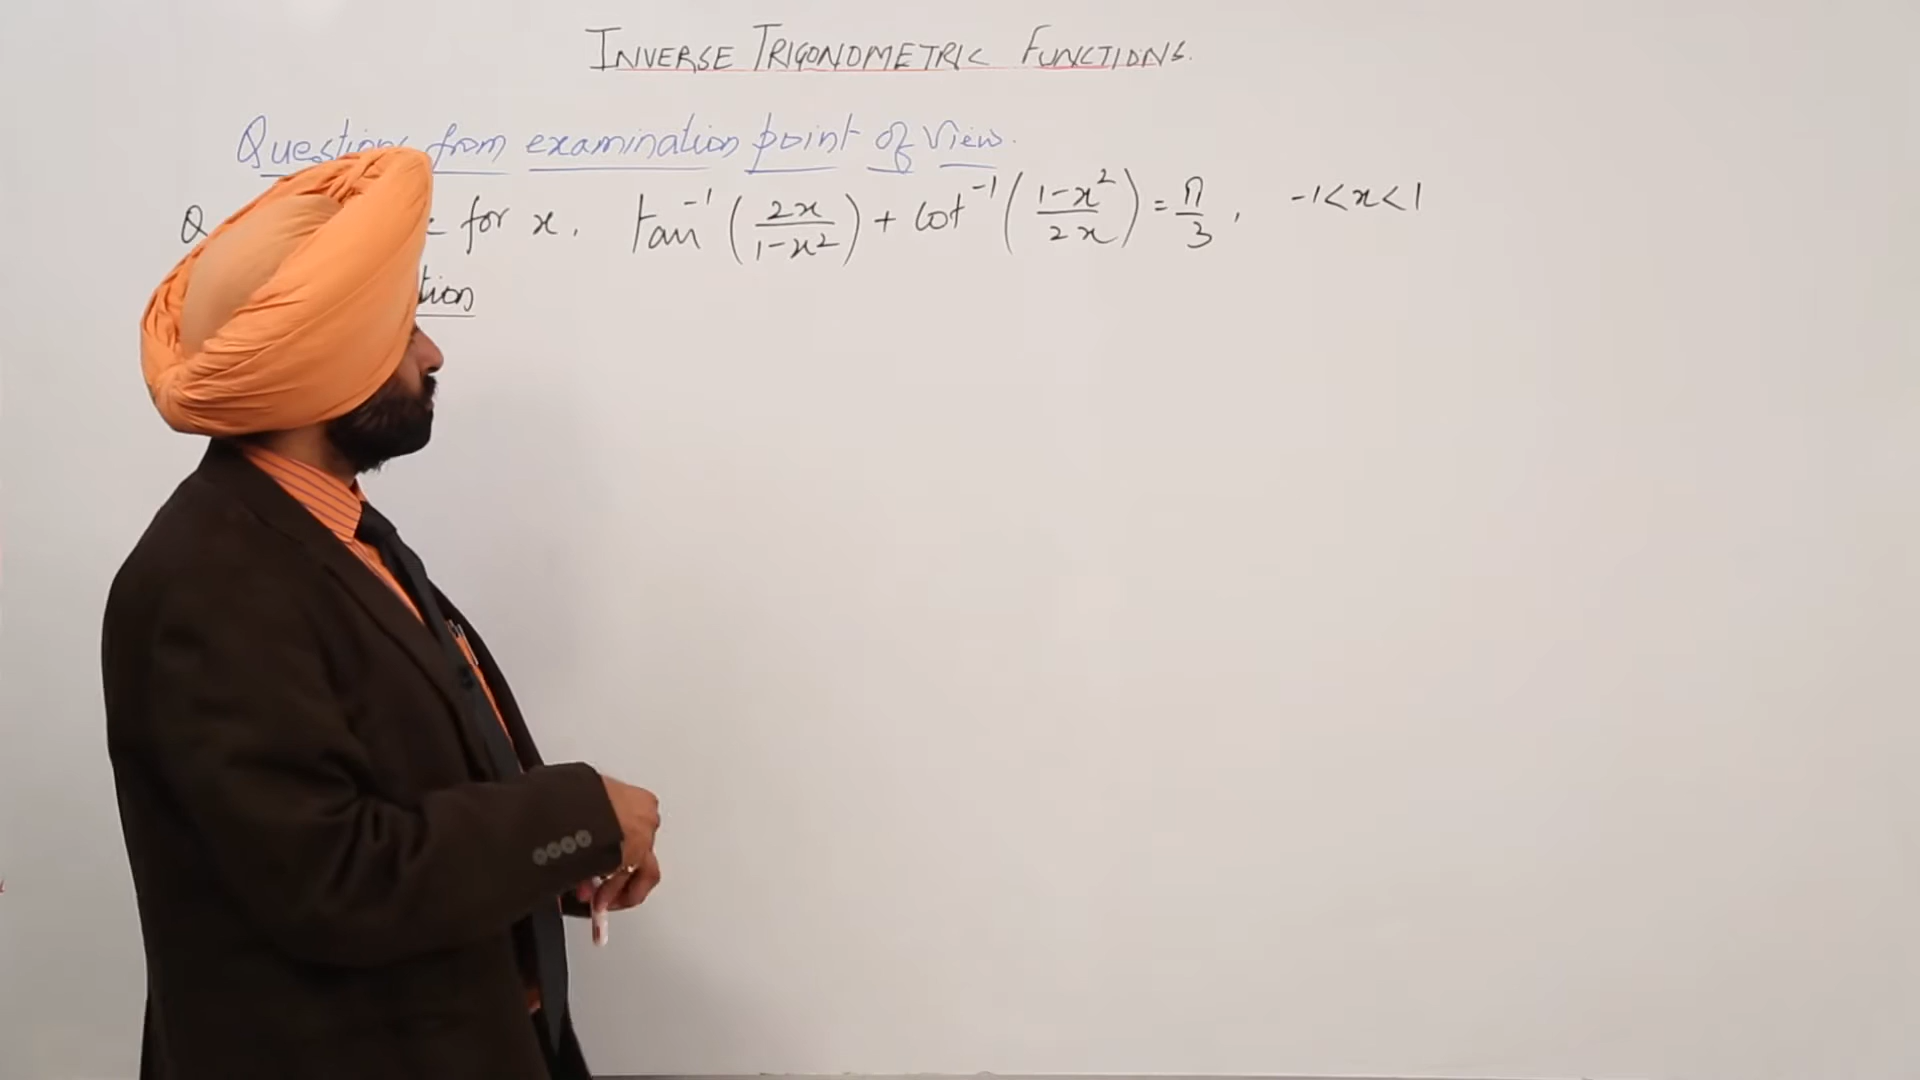 INVERSE TRIGONOMETRIC FUNCTIONS.
Questions from examination point of view.
Q for x, tan⁻¹(2x/(1-x²)) + cot⁻¹((1-x²)/2x) = π/3, -1<x<1
tion